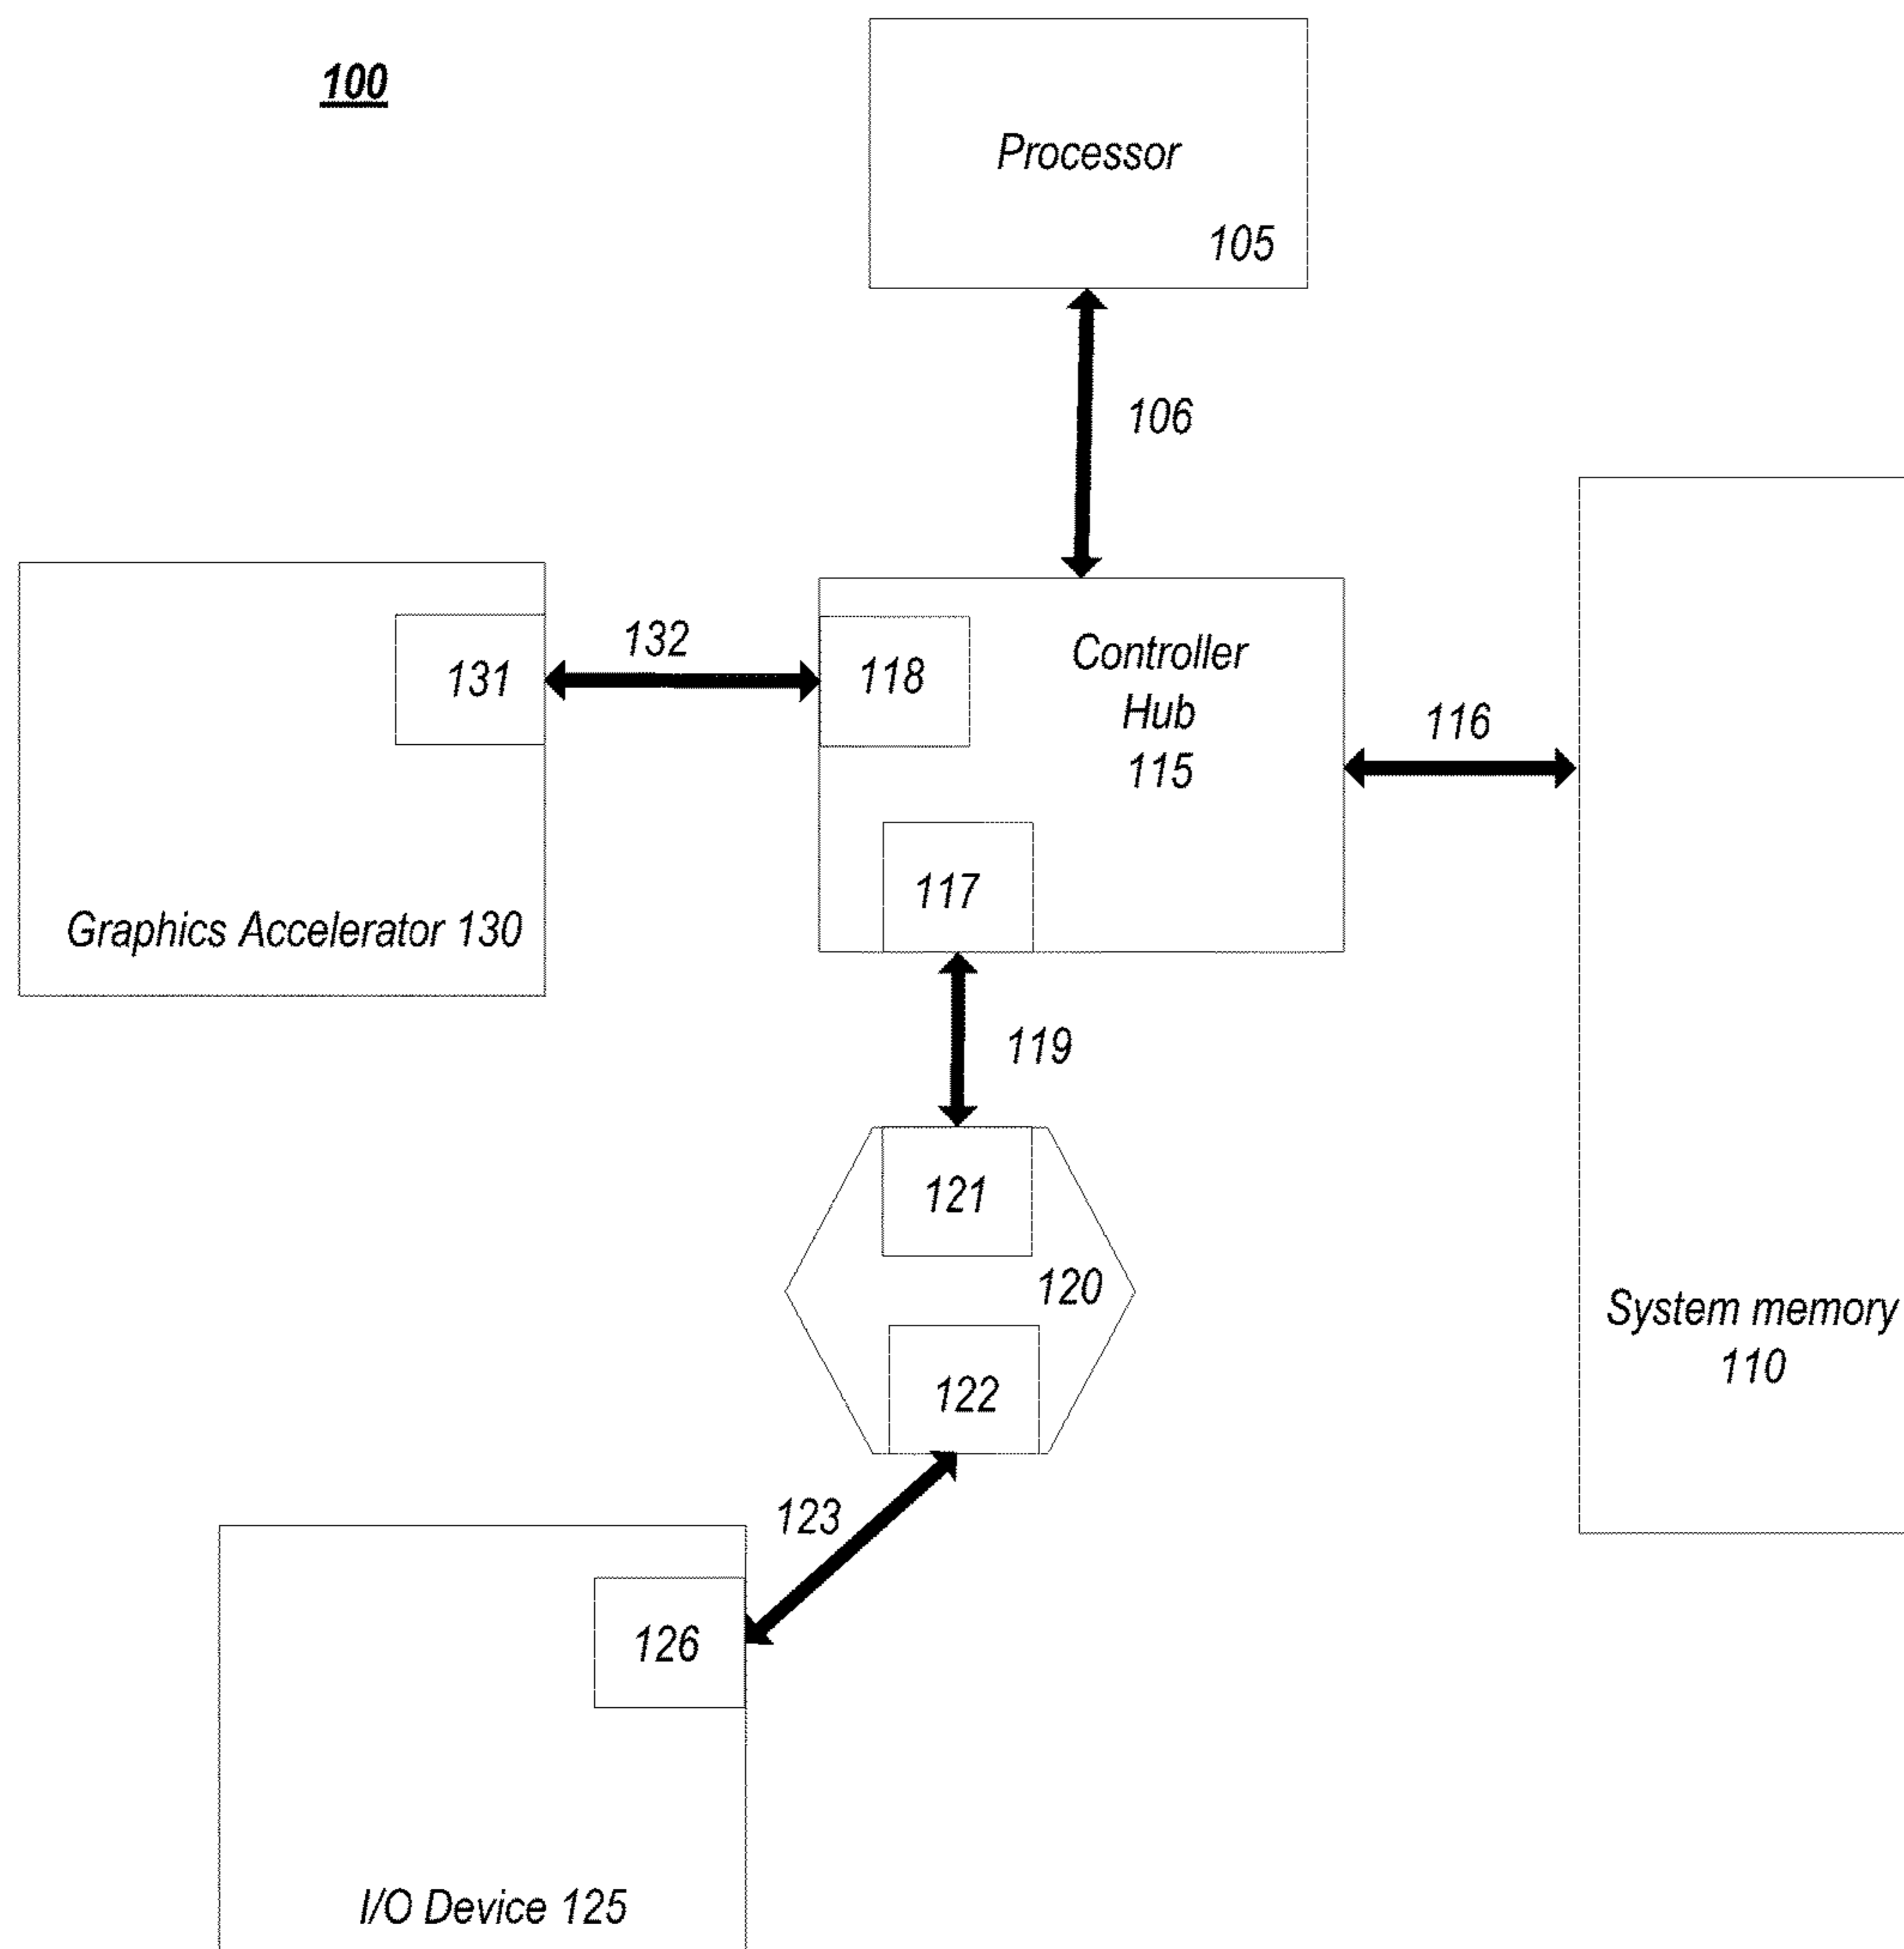 100
Processor
105
106
132
131
118
Controller
Hub
115
116
117
Graphics Accelerator 130
119
121
120
System memory
110
122
123
126
I/O Device 125